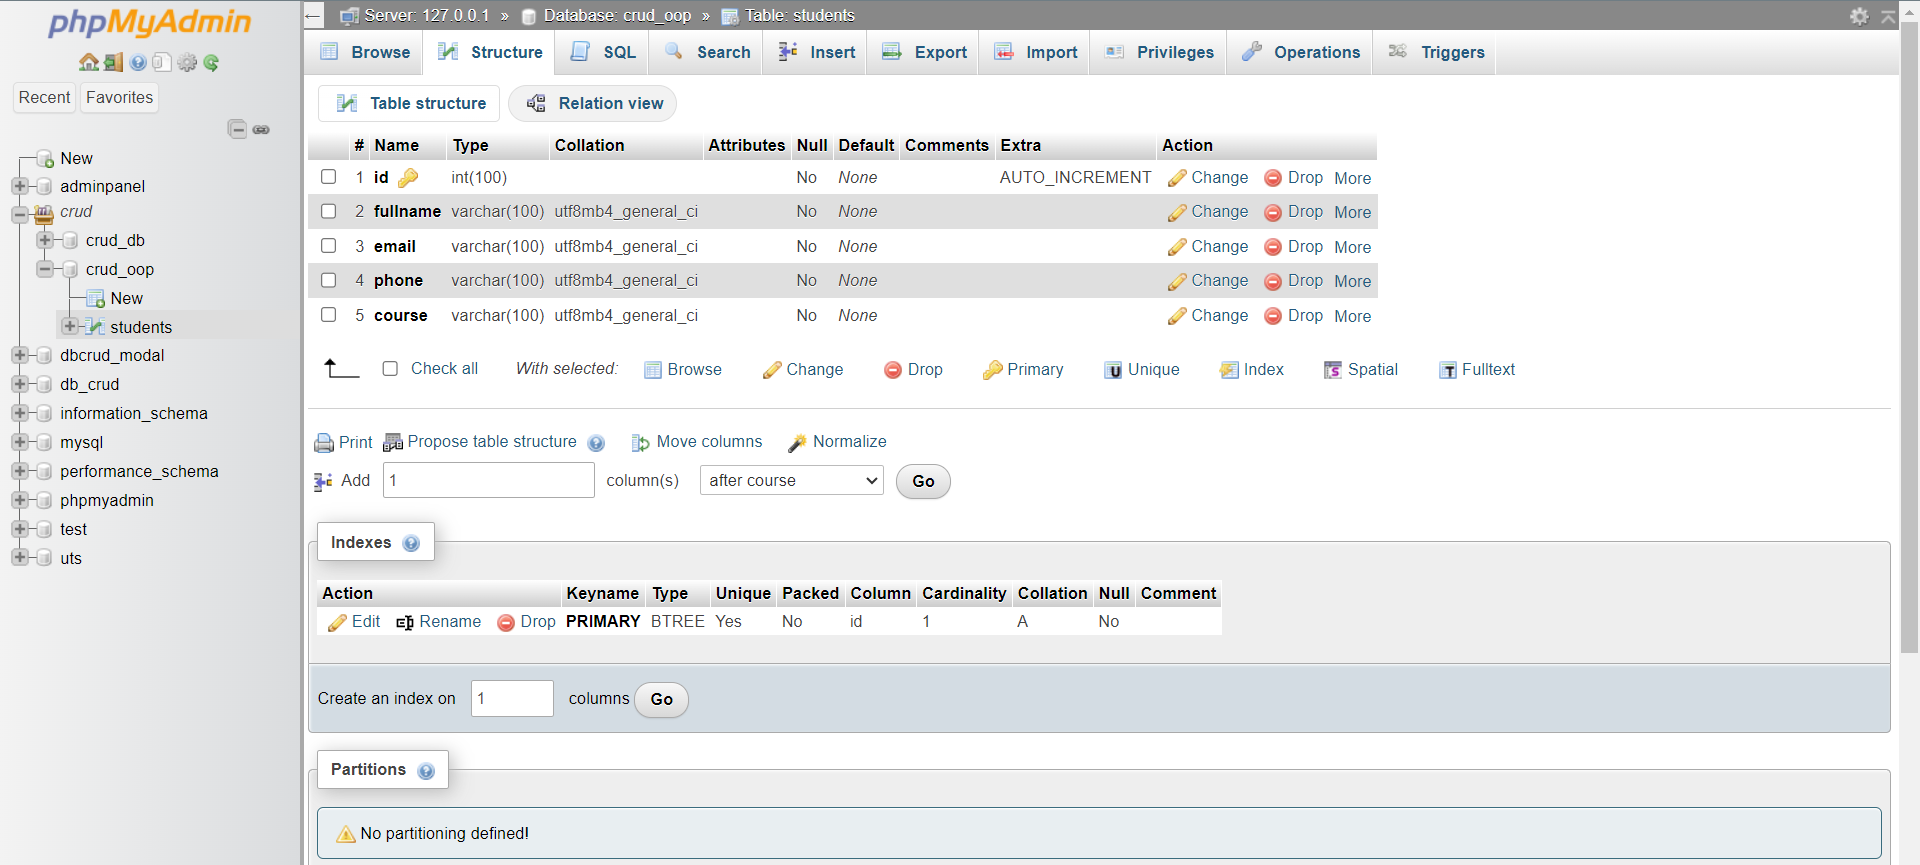 phpMyAdmin
Recent Favorites
New
adminpanel
crud
crud_db
crud_oop
New
students
dbcrud_modal
db_crud
information_schema
mysql
performance_schema
phpmyadmin
test
uts
Server: 127.0.0.1 » Database: crud_oop » Table: students
Browse Structure SQL Search Insert Export Import Privileges Operations Triggers
Table structure Relation view
# Name Type Collation Attributes Null Default Comments Extra Action
1 id int(100) No None AUTO_INCREMENT Change Drop More
2 fullname varchar(100) utf8mb4_general_ci No None Change Drop More
3 email varchar(100) utf8mb4_general_ci No None Change Drop More
4 phone varchar(100) utf8mb4_general_ci No None Change Drop More
5 course varchar(100) utf8mb4_general_ci No None Change Drop More
Check all With selected: Browse Change Drop Primary Unique Index Spatial Fulltext
Print Propose table structure Move columns Normalize
Add 1 column(s) after course Go
Indexes
Action Keyname Type Unique Packed Column Cardinality Collation Null Comment
Edit Rename Drop PRIMARY BTREE Yes No id 1 A No
Create an index on 1 columns Go
Partitions
No partitioning defined!